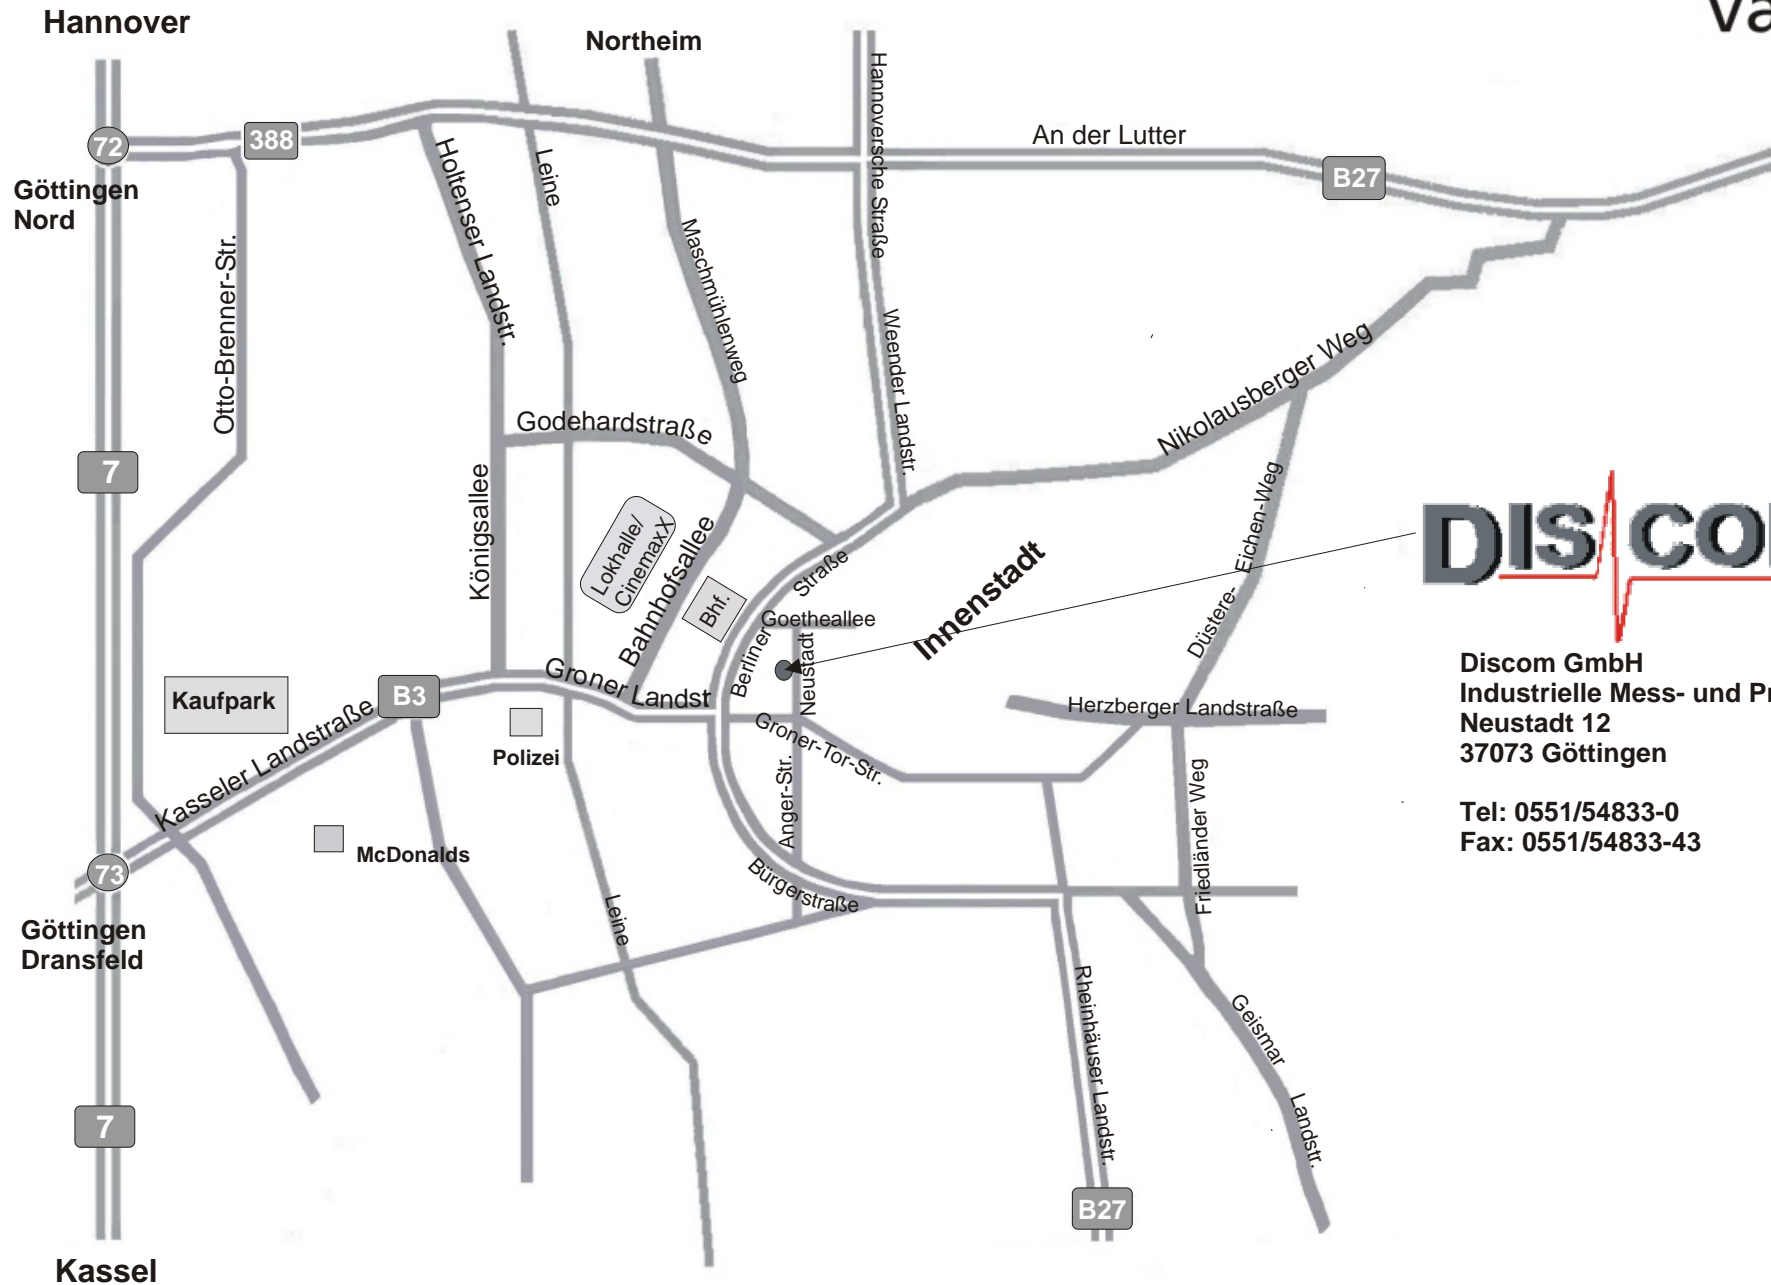 Hannover
Northeim
Va
72
388
Göttingen
Nord
Otto-Brenner-Str.
Holtenser Landstr.
Leine
Maschmühlenweg
Hannoversche Straße
An der Lutter
B27
Weender Landstr.
Nikolausberger Weg
7
Godehardstraße
Königsallee
Lokhalle/
CinemaxX
Bahnhofsallee
Bhf.
Berliner
Straße
Goetheallee
Neustadt
Innenstadt
Düstere-
Eichen-Weg
DISCO
Kaufpark
B3
Groner Landst
Kasseler Landstraße
Polizei
McDonalds
Groner-Tor-Str.
Anger-Str.
Herzberger Landstraße
Friedländer Weg
Bürgerstraße
73
Göttingen
Dransfeld
Leine
Rheinhäuser Landstr.
Geismar
Landstr.
7
B27
Kassel
Discom GmbH
Industrielle Mess- und Pr
Neustadt 12
37073 Göttingen
Tel: 0551/54833-0
Fax: 0551/54833-43